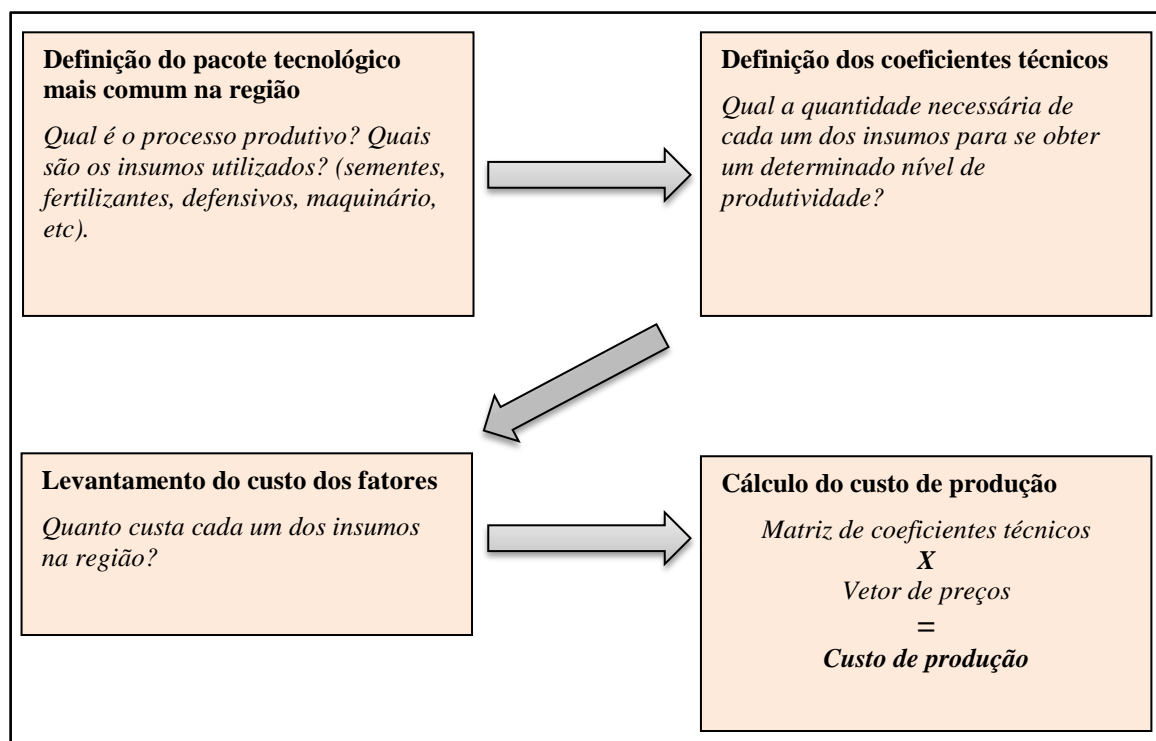 Definição do pacote tecnológico
mais comum na região
Qual é o processo produtivo? Quais
são os insumos utilizados? (sementes,
fertilizantes, defensivos, maquinário,
etc).
Definição dos coeficientes técnicos
Qual a quantidade necessária de
cada um dos insumos para se obter
um determinado nível de
produtividade?
Levantamento do custo dos fatores
Quanto custa cada um dos insumos
na região?
Cálculo do custo de produção
Matriz de coeficientes técnicos
X
Vetor de preços
=
Custo de produção